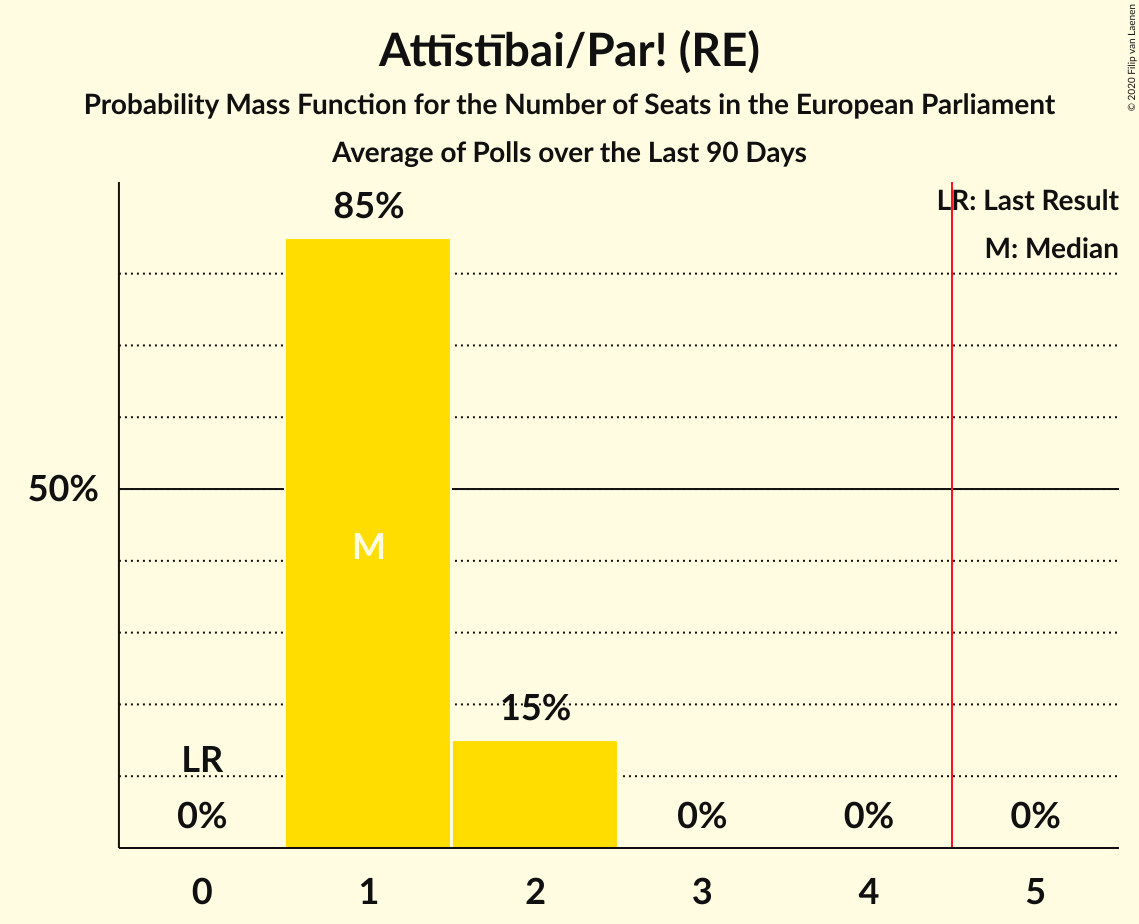 Attīstībai/Par! (RE)
Probability Mass Function for the Number of Seats in the European Parliament
Average of Polls over the Last 90 Days
© 2020 Filip van Laenen
LR: Last Result
M: Median
85%
50%
M
15%
LR
0%
0%
0%
0%
0
1
2
3
4
5